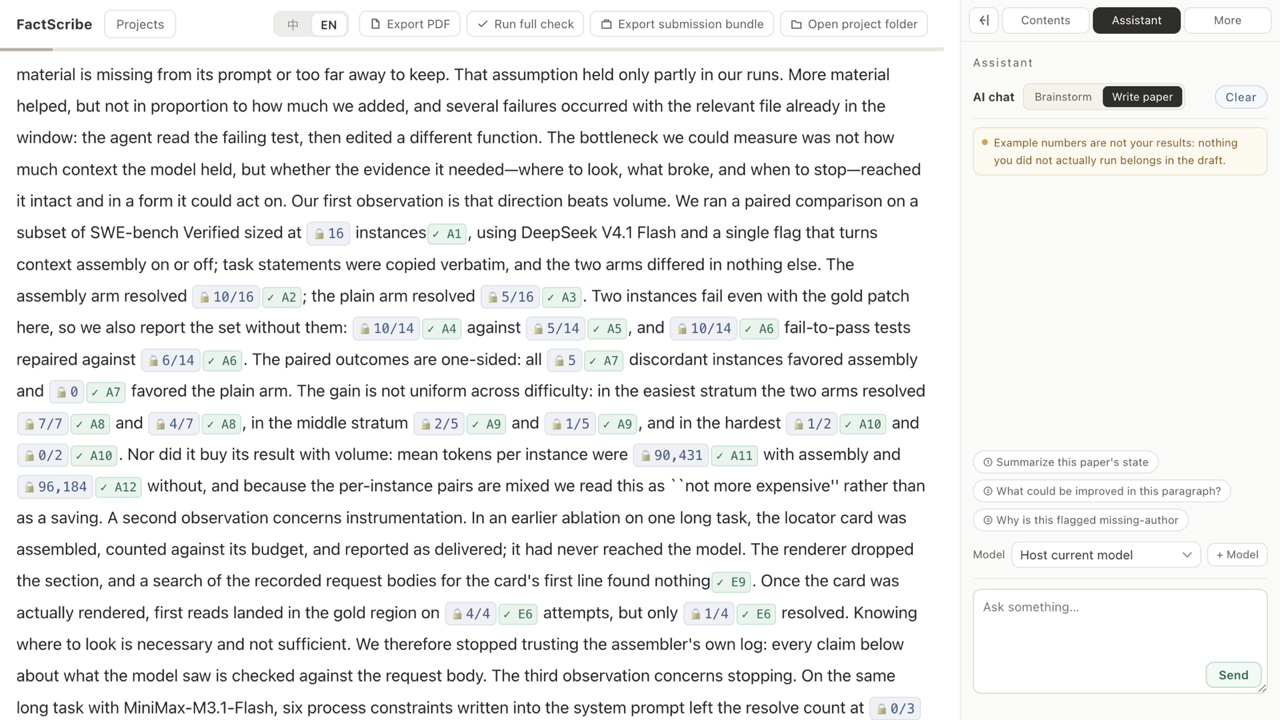 FactScribe Projects 中 EN Export PDF Run full check Export submission bundle Open project folder
Contents Assistant More
material is missing from its prompt or too far away to keep. That assumption held only partly in our runs. More material
helped, but not in proportion to how much we added, and several failures occurred with the relevant file already in the
window: the agent read the failing test, then edited a different function. The bottleneck we could measure was not how
much context the model held, but whether the evidence it needed—where to look, what broke, and when to stop—reached
it intact and in a form it could act on. Our first observation is that direction beats volume. We ran a paired comparison on a
subset of SWE-bench Verified sized at 🔒 16 instances ✓ A1 , using DeepSeek V4.1 Flash and a single flag that turns
context assembly on or off; task statements were copied verbatim, and the two arms differed in nothing else. The
assembly arm resolved 🔒 10/16 ✓ A2 ; the plain arm resolved 🔒 5/16 ✓ A3 . Two instances fail even with the gold patch
here, so we also report the set without them: 🔒 10/14 ✓ A4 against 🔒 5/14 ✓ A5 , and 🔒 10/14 ✓ A6 fail-to-pass tests
repaired against 🔒 6/14 ✓ A6 . The paired outcomes are one-sided: all 🔒 5 ✓ A7 discordant instances favored assembly
and 🔒 0 ✓ A7 favored the plain arm. The gain is not uniform across difficulty: in the easiest stratum the two arms resolved
🔒 7/7 ✓ A8 and 🔒 4/7 ✓ A8 , in the middle stratum 🔒 2/5 ✓ A9 and 🔒 1/5 ✓ A9 , and in the hardest 🔒 1/2 ✓ A10 and
🔒 0/2 ✓ A10 . Nor did it buy its result with volume: mean tokens per instance were 🔒 90,431 ✓ A11 with assembly and
🔒 96,184 ✓ A12 without, and because the per-instance pairs are mixed we read this as ``not more expensive'' rather than
as a saving. A second observation concerns instrumentation. In an earlier ablation on one long task, the locator card was
assembled, counted against its budget, and reported as delivered; it had never reached the model. The renderer dropped
the section, and a search of the recorded request bodies for the card's first line found nothing ✓ E9 . Once the card was
actually rendered, first reads landed in the gold region on 🔒 4/4 ✓ E6 attempts, but only 🔒 1/4 ✓ E6 resolved. Knowing
where to look is necessary and not sufficient. We therefore stopped trusting the assembler's own log: every claim below
about what the model saw is checked against the request body. The third observation concerns stopping. On the same
long task with MiniMax-M3.1-Flash, six process constraints written into the system prompt left the resolve count at 🔒 0/3
Assistant
AI chat Brainstorm Write paper Clear
Example numbers are not your results: nothing
you did not actually run belongs in the draft.
① Summarize this paper's state
② What could be improved in this paragraph?
③ Why is this flagged missing-author
Model Host current model + Model
Ask something...
Send